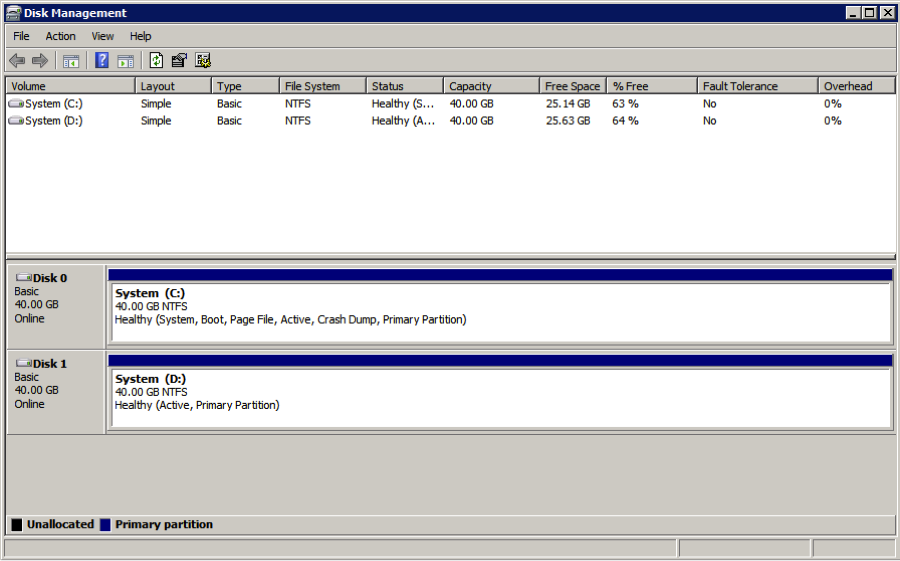 Disk Management
File Action View Help
Volume Layout Type File System Status Capacity Free Space % Free Fault Tolerance Overhead
System (C:) Simple Basic NTFS Healthy (S... 40.00 GB 25.14 GB 63 % No 0%
System (D:) Simple Basic NTFS Healthy (A... 40.00 GB 25.63 GB 64 % No 0%
Disk 0
Basic
40.00 GB
Online
System (C:)
40.00 GB NTFS
Healthy (System, Boot, Page File, Active, Crash Dump, Primary Partition)
Disk 1
Basic
40.00 GB
Online
System (D:)
40.00 GB NTFS
Healthy (Active, Primary Partition)
Unallocated Primary partition